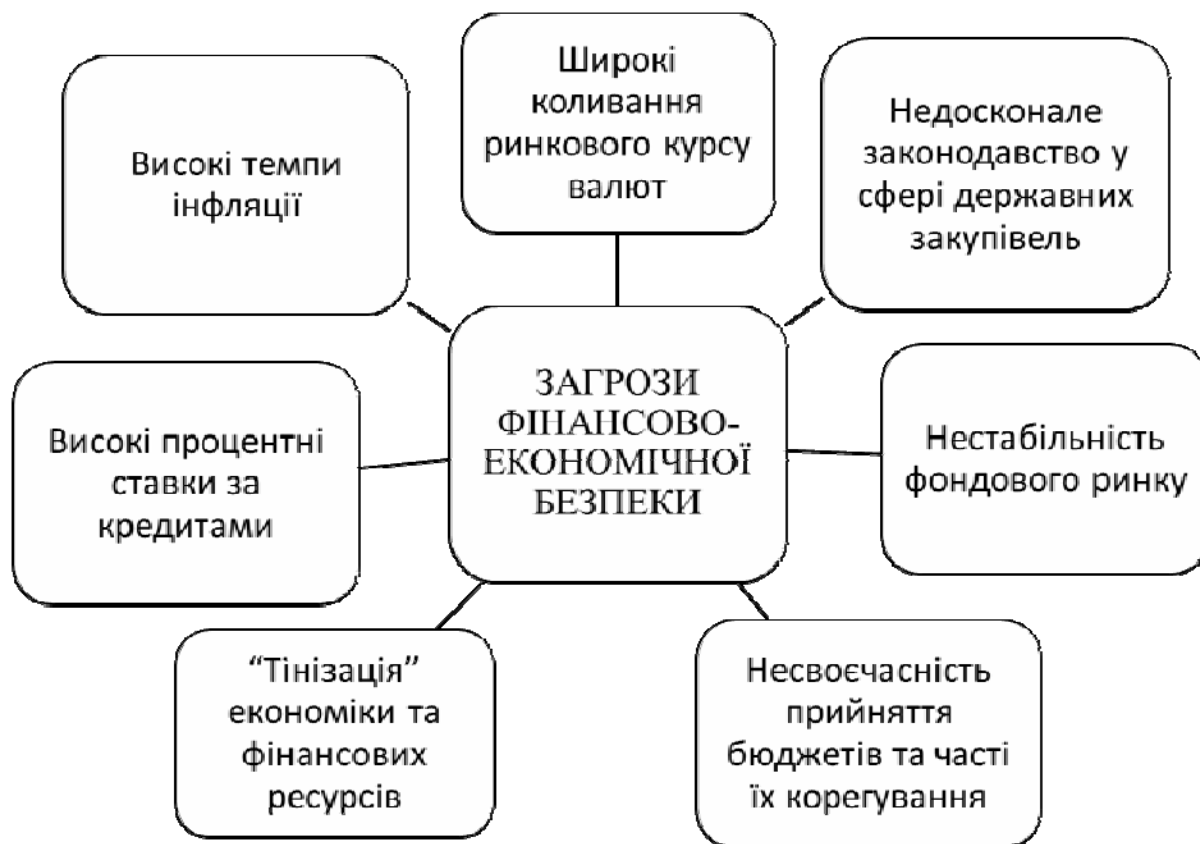 Широкі
коливання
ринкового курсу
валют
Недосконале
законодавство у
сфері державних
закупівель
Високі темпи
інфляції
ЗАГРОЗИ
ФІНАНСОВО-
ЕКОНОМІЧНОЇ
БЕЗПЕКИ
Нестабільність
фондового ринку
Високі процентні
ставки за
кредитами
“Тінізація”
економіки та
фінансових
ресурсів
Несвоєчасність
прийняття
бюджетів та часті
їх корегування